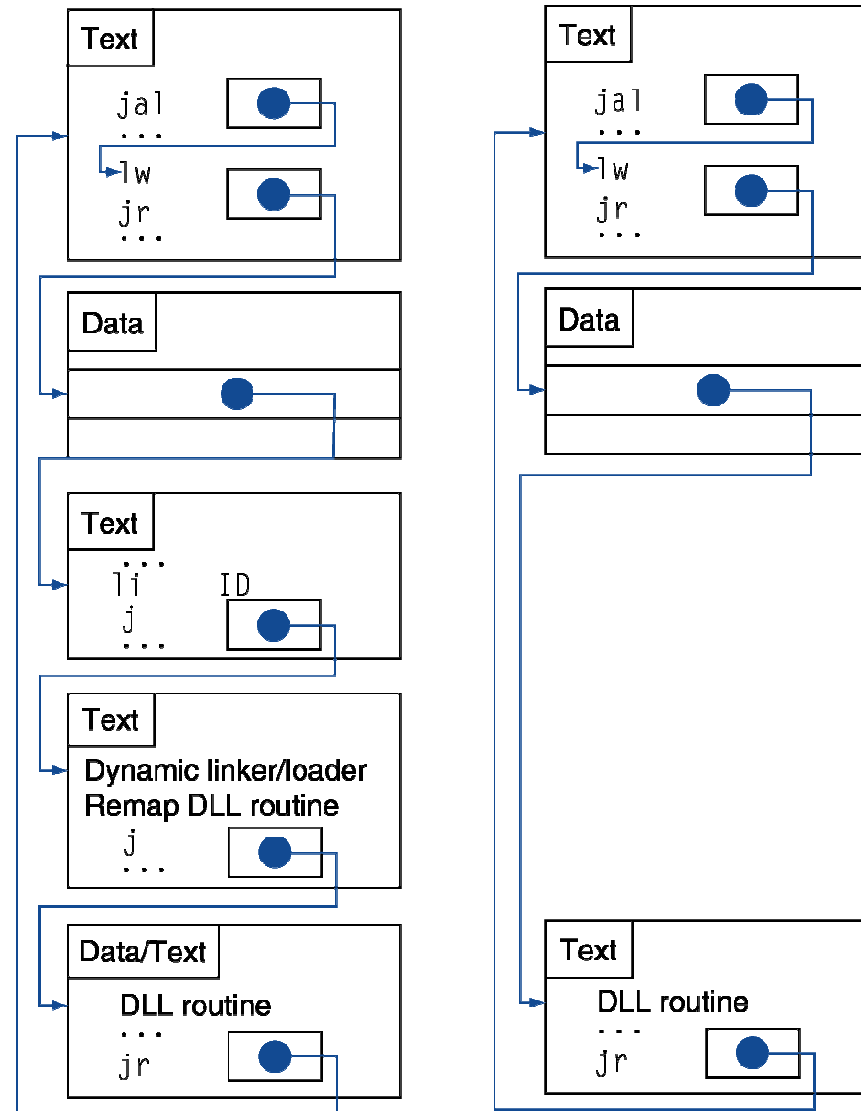 Text
jal
...
lw
jr
...
Data
Text
...
li ID
j
...
Text
Dynamic linker/loader
Remap DLL routine
j
...
Data/Text
DLL routine
...
jr
Text
jal
...
lw
jr
...
Data
Text
DLL routine
...
jr